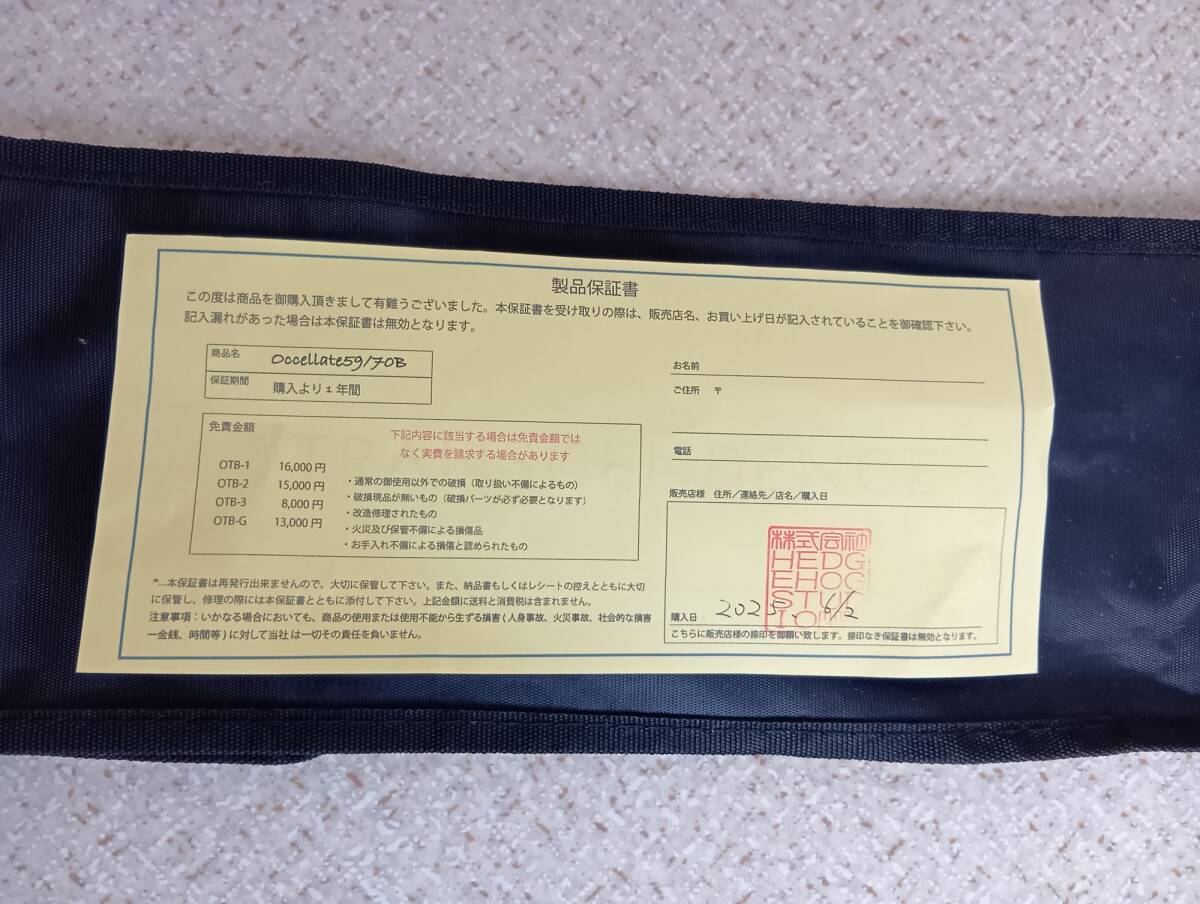 製品保証書
この度は商品を御購入頂きまして有難うございました。本保証書を受け取りの際は、販売店名、お買い上げ日が記入されていることを御確認下さい。
記入漏れがあった場合は本保証書は無効となります。
商品名 Occellate59/70B
保証期間 購入より1年間
免責金額
下記内容に該当する場合は免責金額では
なく実費を請求する場合があります
OTB-1 16,000円
OTB-2 15,000円
OTB-3 8,000円
OTB-G 13,000円
・通常の御使用以外での破損（取り扱い不備によるもの）
・破損現品が無いもの（破損パーツが必ず必要となります）
・改造修理されたもの
・火災及び保管不備による損傷品
・お手入れ不備による損傷と認められたもの
*...本保証書は再発行出来ませんので、大切に保管して下さい。また、納品書もしくはレシートの控えとともに大切
に保管し、修理の際には本保証書とともに添付して下さい。上記金額に送料と消費税は含まれません。
注意事項：いかなる場合においても、商品の使用または使用不能から生ずる損害(人身事故、火災事故、社会的な損害
ー金銭、時間等)に対して当社は一切その責任を負いません。
お名前
ご住所 〒
電話
販売店様 住所／連絡先／店名／購入日
株式会社
HEDG
EHOG
STU
IO
購入日 2025. 6/2
こちらに販売店様の捺印を御願い致します。捺印なき保証書は無効となります。